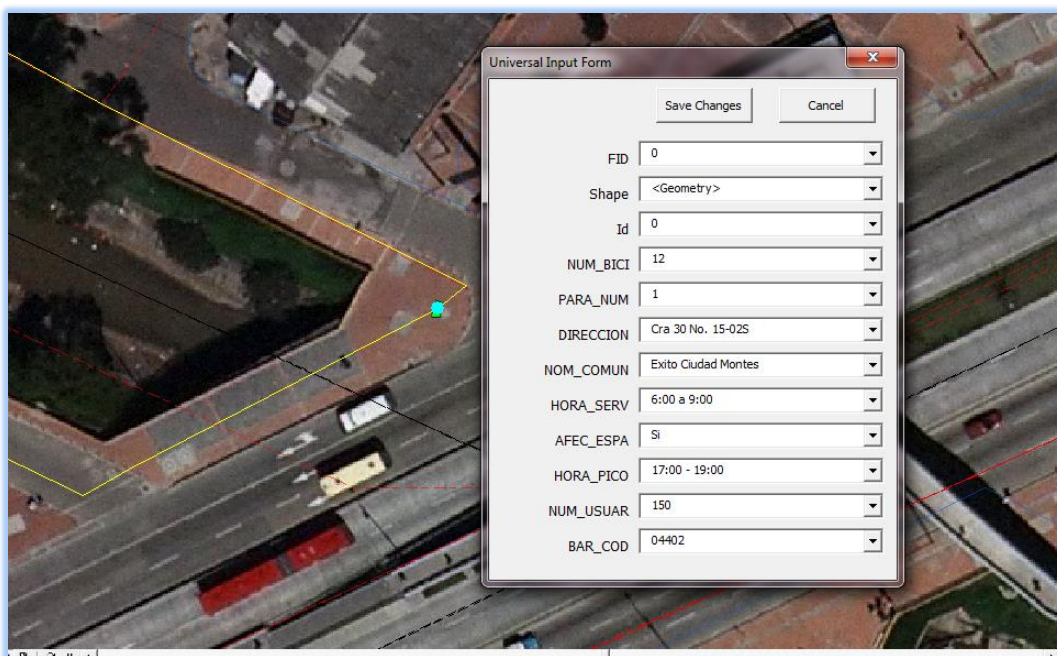 Universal Input Form
Save Changes Cancel
FID 0
Shape <Geometry>
Id 0
NUM_BICI 12
PARA_NUM 1
DIRECCION Cra 30 No. 15-02S
NOM_COMUN Exito Ciudad Montes
HORA_SERV 6:00 a 9:00
AFEC_ESPA Si
HORA_PICO 17:00 - 19:00
NUM_USUAR 150
BAR_COD 04402